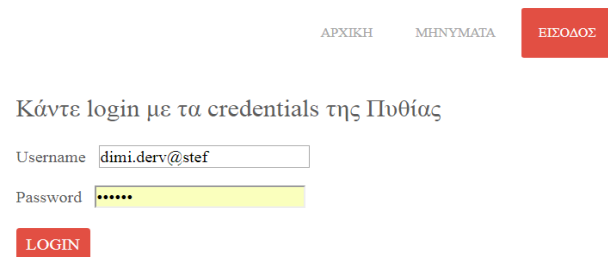 ΑΡΧΙΚΗ ΜΗΝΥΜΑΤΑ ΕΙΣΟΔΟΣ
Κάντε login με τα credentials της Πυθίας
Username dimi.derv@stef
Password ••••••
LOGIN